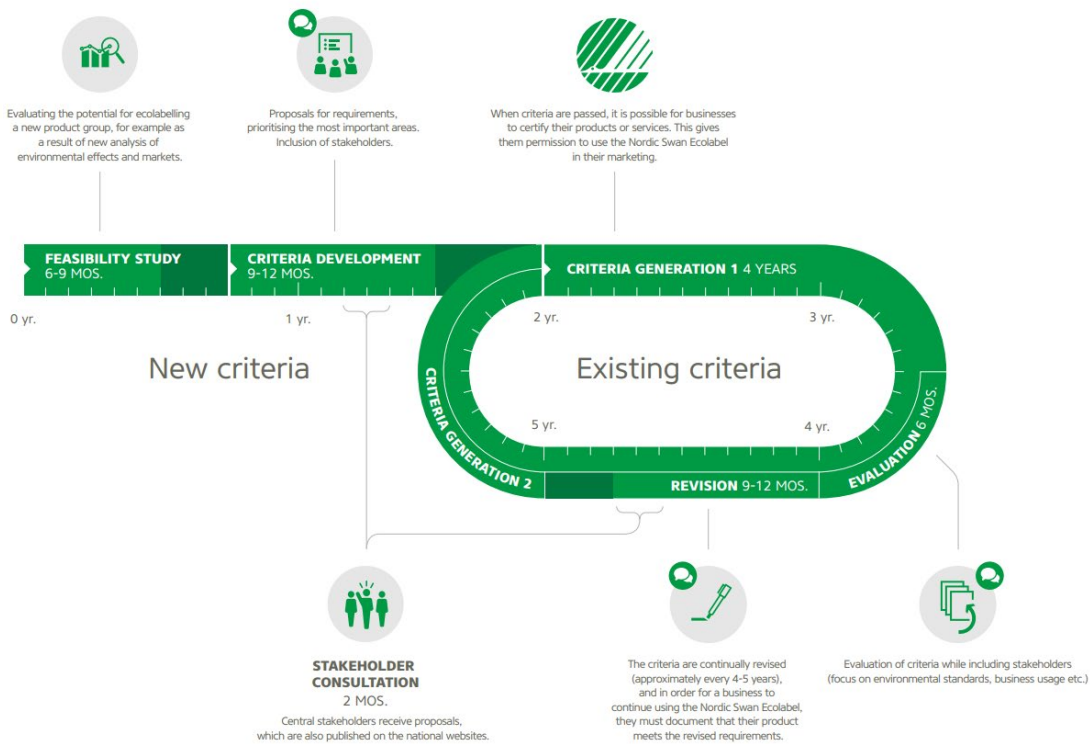 Evaluating the potential for ecolabelling
a new product group, for example as
a result of new analysis of
environmental effects and markets.
Proposals for requirements,
prioritising the most important areas.
Inclusion of stakeholders.
When criteria are passed, it is possible for businesses
to certify their products or services. This gives
them permission to use the Nordic Swan Ecolabel
in their marketing.
FEASIBILITY STUDY
6-9 MOS.
CRITERIA DEVELOPMENT
9-12 MOS.
CRITERIA GENERATION 1 4 YEARS
0 yr.
1 yr.
2 yr.
3 yr.
New criteria
Existing criteria
CRITERIA GENERATION 2
5 yr.
4 yr.
EVALUATION 6 MOS.
REVISION 9-12 MOS.
STAKEHOLDER
CONSULTATION
2 MOS.
Central stakeholders receive proposals,
which are also published on the national websites.
The criteria are continually revised
(approximately every 4-5 years),
and in order for a business to
continue using the Nordic Swan Ecolabel,
they must document that their product
meets the revised requirements.
Evaluation of criteria while including stakeholders
(focus on environmental standards, business usage etc.)